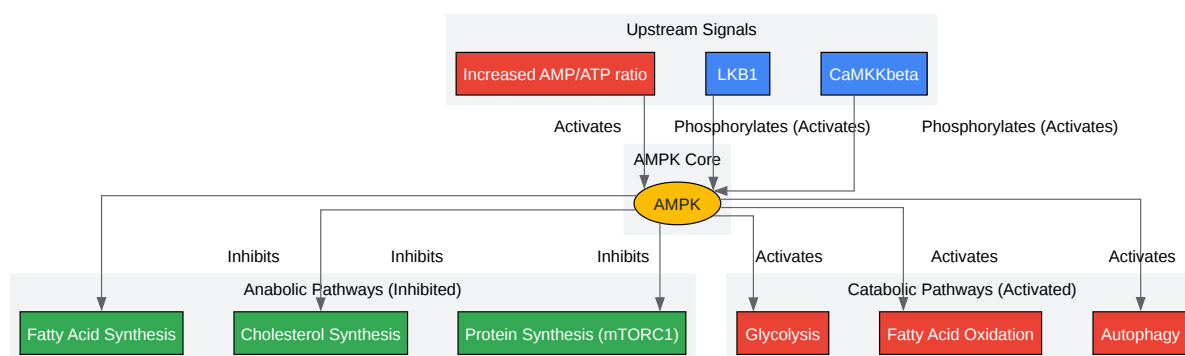 Upstream Signals
Increased AMP/ATP ratio
LKB1
CaMKKbeta
Activates
Phosphorylates (Activates)
Phosphorylates (Activates)
AMPK Core
AMPK
Inhibits
Inhibits
Inhibits
Activates
Activates
Activates
Anabolic Pathways (Inhibited)
Catabolic Pathways (Activated)
Fatty Acid Synthesis
Cholesterol Synthesis
Protein Synthesis (mTORC1)
Glycolysis
Fatty Acid Oxidation
Autophagy